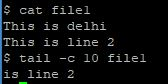 $ cat file1
This is delhi
This is line 2
$ tail -c 10 file1
is line 2